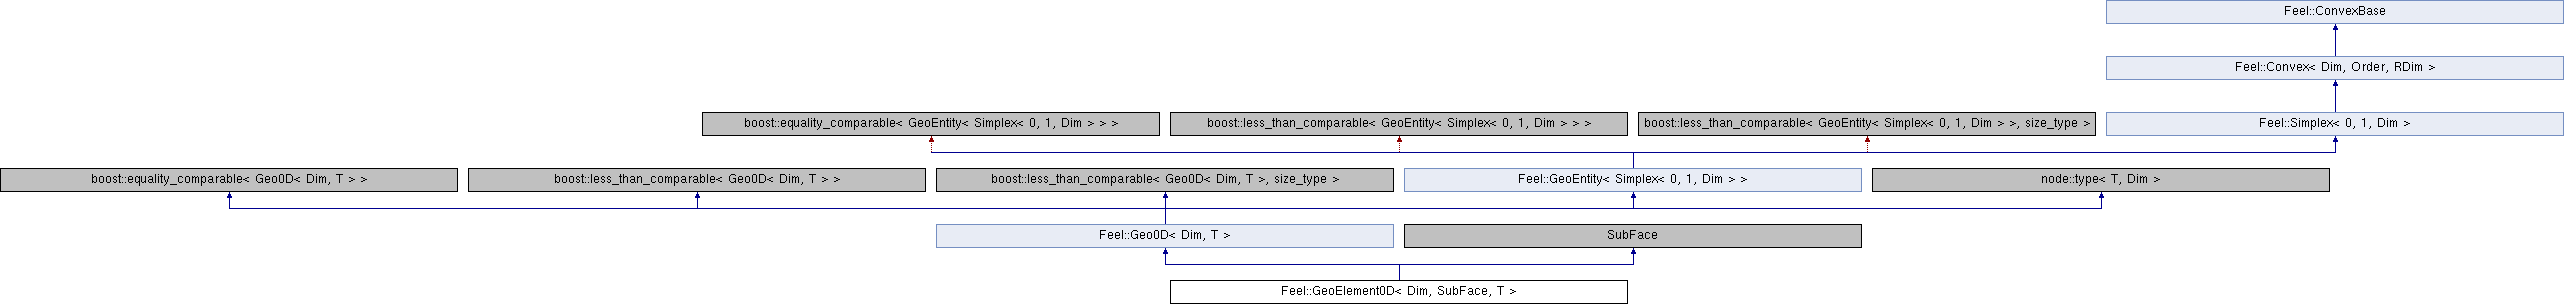 Feel::ConvexBase
Feel::Convex< Dim, Order, RDim >
boost::equality_comparable< GeoEntity< Simplex< 0, 1, Dim > > >
boost::less_than_comparable< GeoEntity< Simplex< 0, 1, Dim > > >
boost::less_than_comparable< GeoEntity< Simplex< 0, 1, Dim > >, size_type >
Feel::Simplex< 0, 1, Dim >
boost::equality_comparable< Geo0D< Dim, T > >
boost::less_than_comparable< Geo0D< Dim, T > >
boost::less_than_comparable< Geo0D< Dim, T >, size_type >
Feel::GeoEntity< Simplex< 0, 1, Dim > >
node::type< T, Dim >
Feel::Geo0D< Dim, T >
SubFace
Feel::GeoElement0D< Dim, SubFace, T >